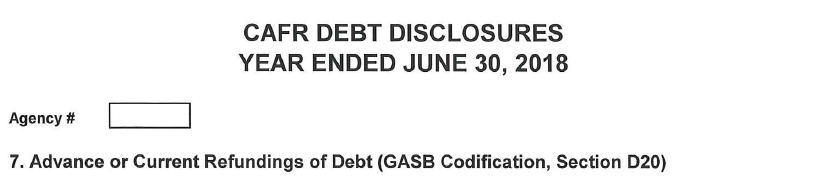 CAFR DEBT DISCLOSURES
YEAR ENDED JUNE 30, 2018
Agency #
7. Advance or Current Refundings of Debt (GASB Codification, Section D20)